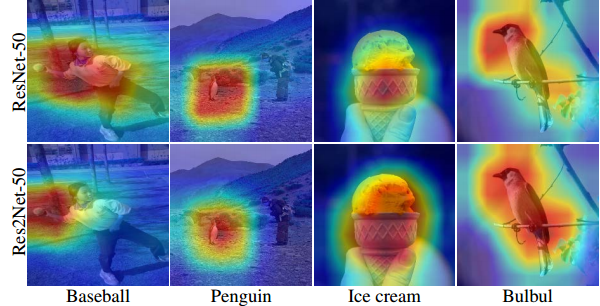 ResNet-50
Res2Net-50
Baseball
Penguin
Ice cream
Bulbul